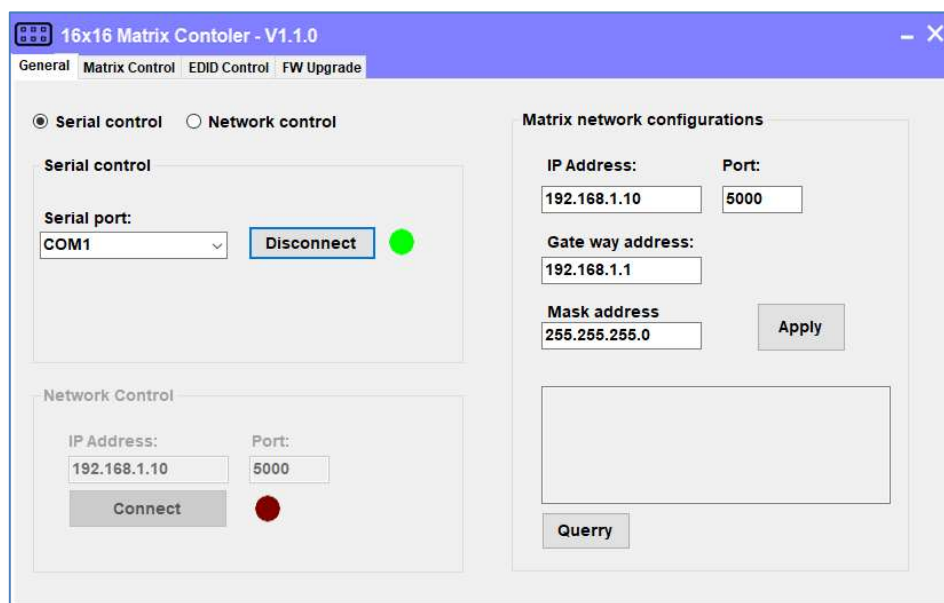 16x16 Matrix Contoler - V1.1.0
General Matrix Control EDID Control FW Upgrade
Serial control Network control
Serial control
Serial port:
COM1 Disconnect
Network Control
IP Address: Port:
192.168.1.10 5000
Connect
Matrix network configurations
IP Address: Port:
192.168.1.10 5000
Gate way address:
192.168.1.1
Mask address
255.255.255.0
Apply
Querry